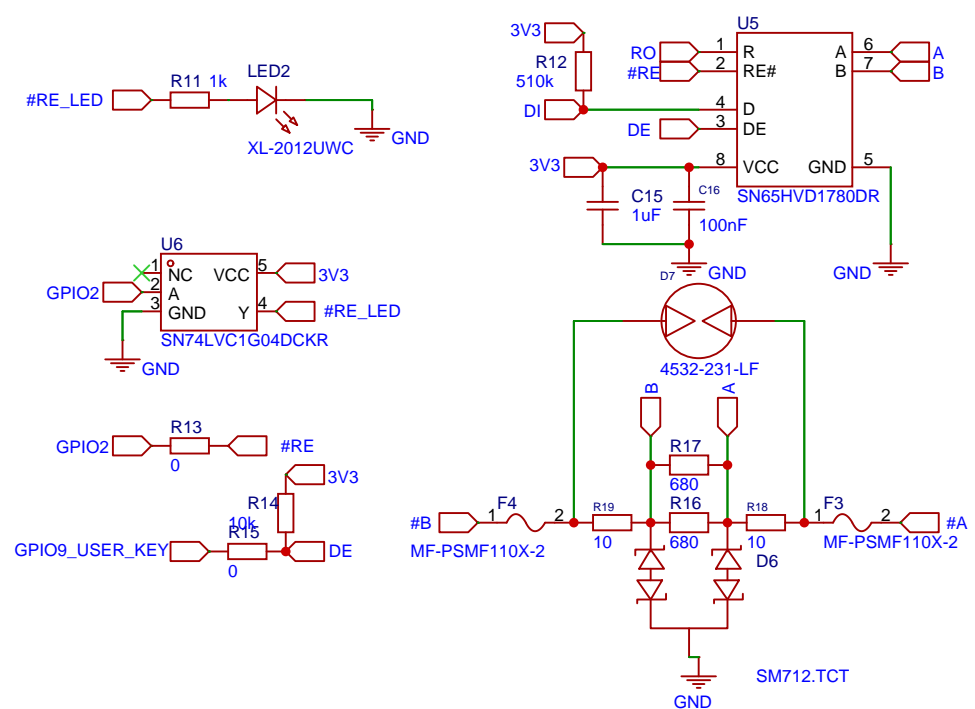 R11 1k
LED2
#RE_LED
GND
XL-2012UWC
3V3
U5
RO
1 R
A 6
A
R12
510k
#RE
2 RE#
B 7
B
DI
4 D
DE
3 DE
3V3
8 VCC
GND 5
SN65HVD1780DR
C15
1uF
C16
100nF
GND
GND
U6
1 NC
VCC 5
3V3
GPIO2
2 A
3 GND
Y 4
#RE_LED
SN74LVC1G04DCKR
GND
D7
4532-231-LF
B
A
GPIO2
R13
0
#RE
3V3
R14
10k
R15
0
GPIO9_USER_KEY
DE
R17
680
#B
1 F4 2
MF-PSMF110X-2
R19
10
R16
680
R18
10
1 F3 2
#A
MF-PSMF110X-2
D6
SM712.TCT
GND